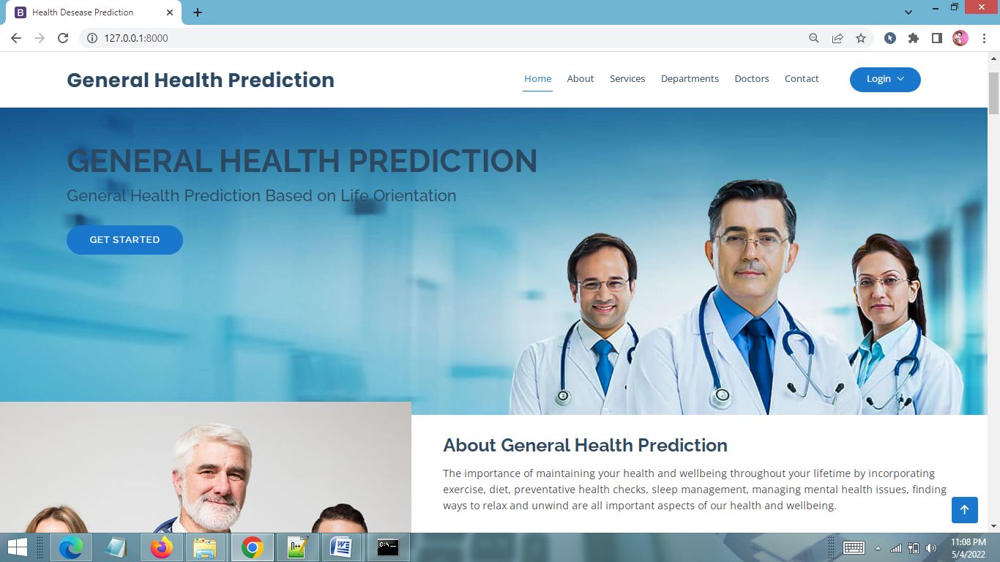 Health Desease Prediction
127.0.0.1:8000
General Health Prediction
Home About Services Departments Doctors Contact Login
GENERAL HEALTH PREDICTION
General Health Prediction Based on Life Orientation
GET STARTED
About General Health Prediction
The importance of maintaining your health and wellbeing throughout your lifetime by incorporating
exercise, diet, preventative health checks, sleep management, managing mental health issues, finding
ways to relax and unwind are all important aspects of our health and wellbeing.
11:08 PM
5/4/2022